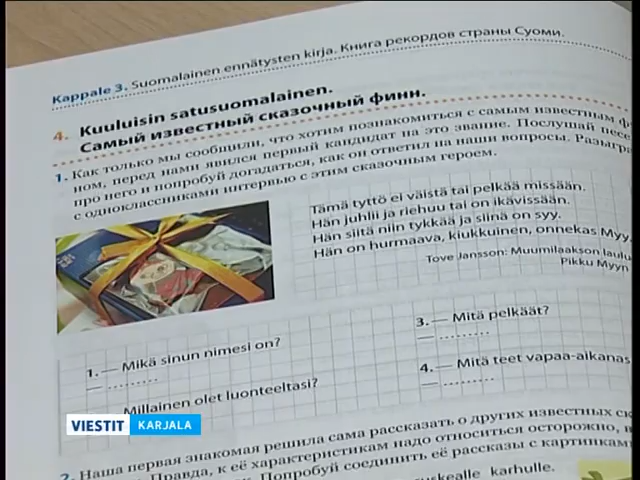 Kappale 3. Suomalainen ennätysten kirja. Книга рекордов страны Суоми.
4. Kuuluisin satusuomalainen.
Самый известный сказочный финн.
1. Как только мы сообщили, что хотим познакомиться с самым известным
ном, перед нами явился первый кандидат на это звание. Послушай
про него и попробуй догадаться, как он ответил на наши вопросы.
с одноклассниками интервью с этим сказочным героем.
Tämä tyttö ei väistä tai pelkää missään.
Hän juhlii ja riehuu tai on ikävissään.
Hän siitä niin tykkää ja siinä on syy.
Hän on hurmaava, kiukkuinen, onnekas Myy
Tove Jansson: Muumilaakson laulu
Pikku Myyn
1. — Mikä sinun nimesi on?
— .........
Millainen olet luonteeltasi?
3. — Mitä pelkäät?
— .........
4. — Mitä teet vapaa-aikanas
— .........
VIESTIT KARJALA
2. Наша первая знакомая решила сама рассказать о других известных
Правда, к её характеристикам надо относиться осторожно,
Попробуй соединить её рассказы с картинками
karhulle.